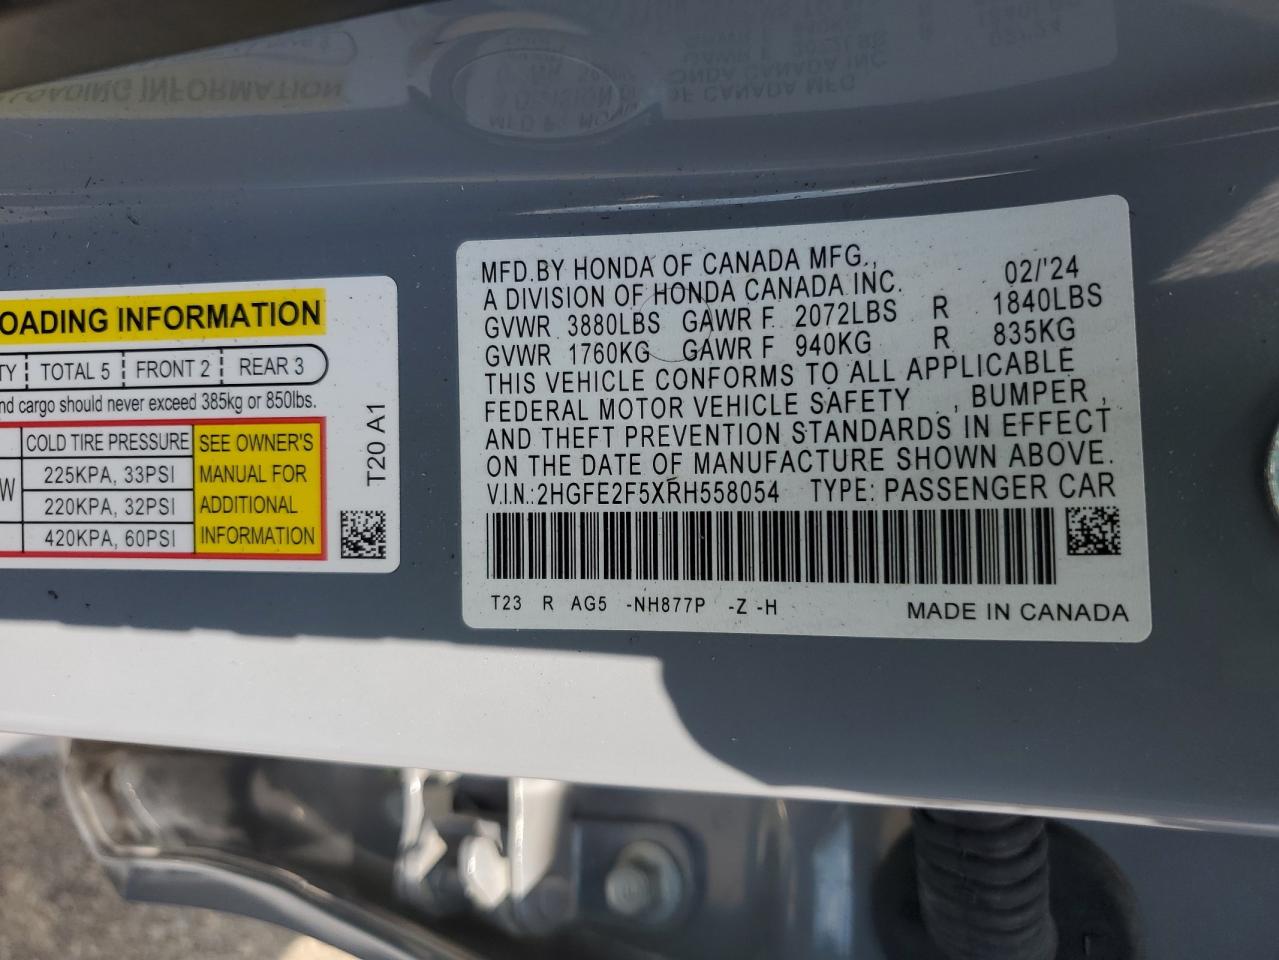 OADING INFORMATION
TY TOTAL 5 FRONT 2 REAR 3
nd cargo should never exceed 385kg or 850lbs.
COLD TIRE PRESSURE
W
225KPA, 33PSI
220KPA, 32PSI
420KPA, 60PSI
SEE OWNER'S
MANUAL FOR
ADDITIONAL
INFORMATION
T20 A1
MFD.BY HONDA OF CANADA MFG., 02/'24
A DIVISION OF HONDA CANADA INC.
GVWR 3880LBS GAWR F 2072LBS R 1840LBS
GVWR 1760KG GAWR F 940KG R 835KG
THIS VEHICLE CONFORMS TO ALL APPLICABLE
FEDERAL MOTOR VEHICLE SAFETY , BUMPER ,
AND THEFT PREVENTION STANDARDS IN EFFECT
ON THE DATE OF MANUFACTURE SHOWN ABOVE.
V.I.N.:2HGFE2F5XRH558054 TYPE: PASSENGER CAR
T23 R AG5 -NH877P -Z -H MADE IN CANADA